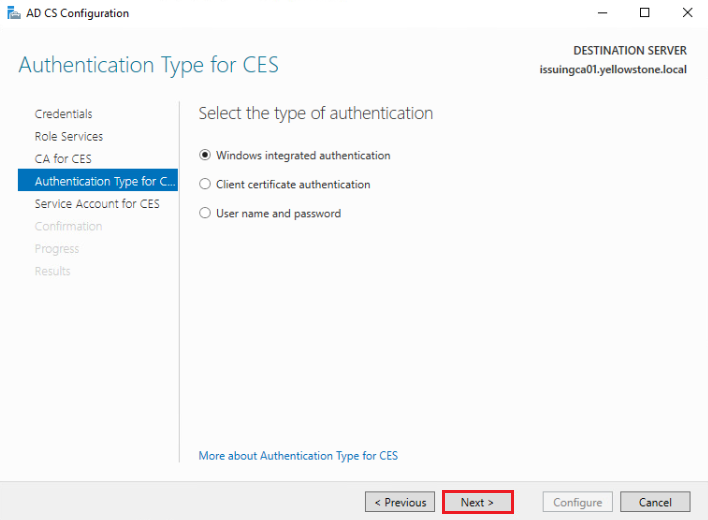 AD CS Configuration
DESTINATION SERVER
issuingca01.yellowstone.local
Authentication Type for CES
Credentials
Role Services
CA for CES
Authentication Type for C...
Service Account for CES
Confirmation
Progress
Results
Select the type of authentication
Windows integrated authentication
Client certificate authentication
User name and password
More about Authentication Type for CES
< Previous
Next >
Configure
Cancel